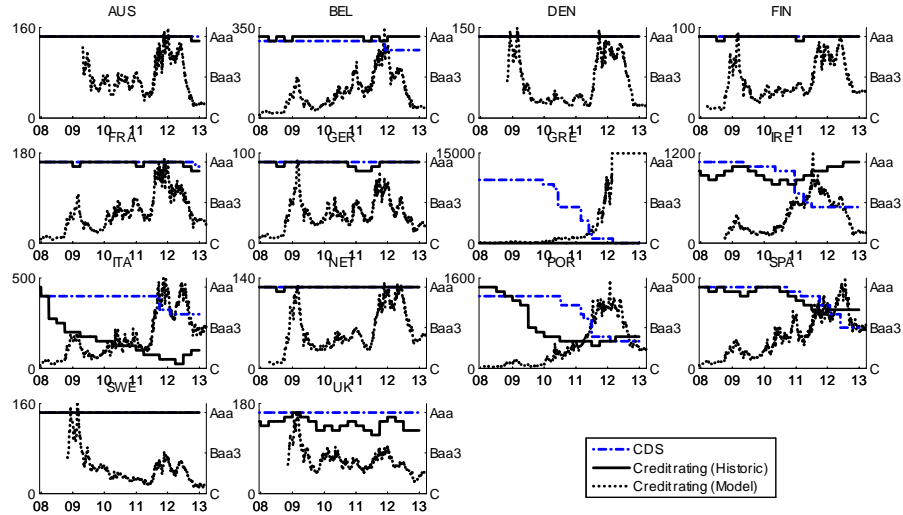 AUS BEL DEN FIN
160 Aaa 350 Aaa 150 Aaa 100 Aaa
Baa3 Baa3 Baa3 Baa3
0 C 0 C 0 C 0 C
08 09 10 11 12 13 08 09 10 11 12 13 08 09 10 11 12 13 08 09 10 11 12 13
FRA GER GRE IRE
180 Aaa 100 Aaa 15000 Aaa 1200 Aaa
Baa3 Baa3 Baa3 Baa3
0 C 0 C 0 C 0 C
08 09 10 11 12 13 08 09 10 11 12 13 08 09 10 11 12 13 08 09 10 11 12 13
ITA NET POR SPA
500 Aaa 140 Aaa 1600 Aaa 500 Aaa
Baa3 Baa3 Baa3 Baa3
0 C 0 C 0 C 0 C
08 09 10 11 12 13 08 09 10 11 12 13 08 09 10 11 12 13 08 09 10 11 12 13
SWE UK
160 Aaa 180 Aaa
Baa3 Baa3
0 C 0 C
08 09 10 11 12 13 08 09 10 11 12 13
CDS
Creditrating (Historic)
Creditrating (Model)